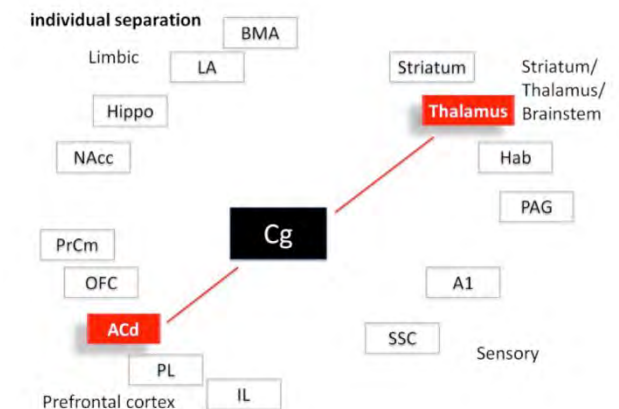 individual separation
BMA
Limbic
LA
Striatum
Striatum/
Thalamus/
Brainstem
Thalamus
Hippo
NAcc
Hab
PAG
Cg
PrCm
OFC
A1
ACd
SSC
Sensory
PL
IL
Prefrontal cortex